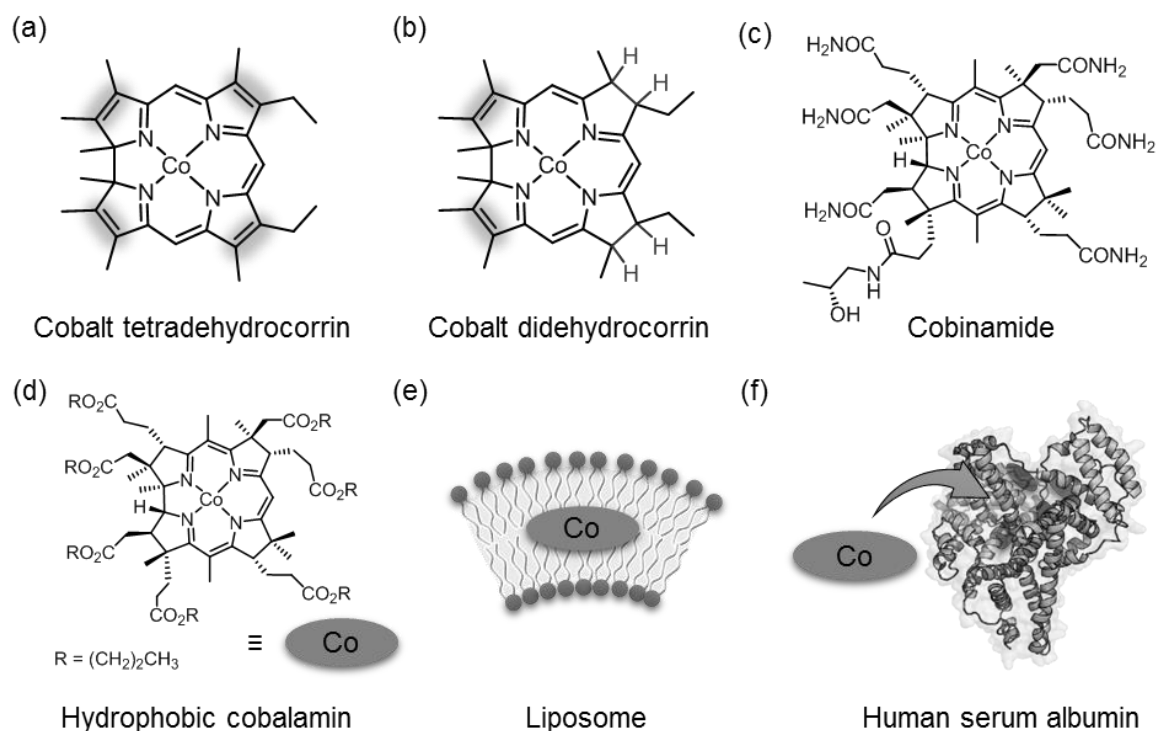 (a)
N
N
Co
N
N
Cobalt tetradehydrocorrin
(b)
H
H
N
N
Co
N
N
H
H
Cobalt didehydrocorrin
(c)
H₂NOC
CONH₂
H₂NOC
N
N
Co
CONH₂
H
N
N
H₂NOC
O
N
H
OH
CONH₂
Cobinamide
(d)
RO₂C
CO₂R
RO₂C
N
N
Co
CO₂R
H
N
N
RO₂C
CO₂R
CO₂R
R = (CH₂)₂CH₃
≡
Co
Hydrophobic cobalamin
(e)
Co
Liposome
(f)
Co
Human serum albumin